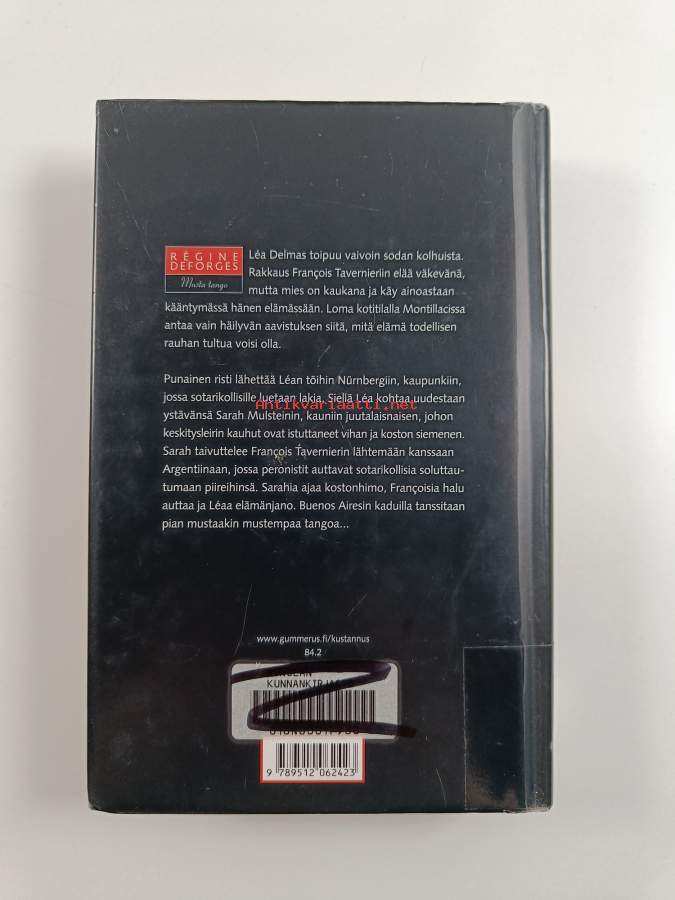 RÉGINE
DEFORGES
Musta tango
Léa Delmas toipuu vaivoin sodan kolhuista.
Rakkaus François Tavernieriin elää väkevänä,
mutta mies on kaukana ja käy ainoastaan
kääntymässä hänen elämässään. Loma kotitilalla Montillacissa
antaa vain häilyvän aavistuksen siitä, mitä elämä todellisen
rauhan tultua voisi olla.
Punainen risti lähettää Léan töihin Nürnbergiin, kaupunkiin,
jossa sotarikollisille luetaan lakia. Siellä Léa kohtaa uudestaan
Antikvariaatti.net
ystävänsä Sarah Mulsteinin, kauniin juutalaisnaisen, johon
keskitysleirin kauhut ovat istuttaneet vihan ja koston siemenen.
Sarah taivuttelee François Tavernierin lähtemään kanssaan
Argentiinaan, jossa peronistit auttavat sotarikollisia soluttau-
tumaan piireihinsä. Sarahia ajaa kostonhimo, Françoisia halu
auttaa ja Léaa elämänjano. Buenos Airesin kaduilla tanssitaan
pian mustaakin mustempaa tangoa...
www.gummerus.fi/kustannus
84.2
9 789512 062423